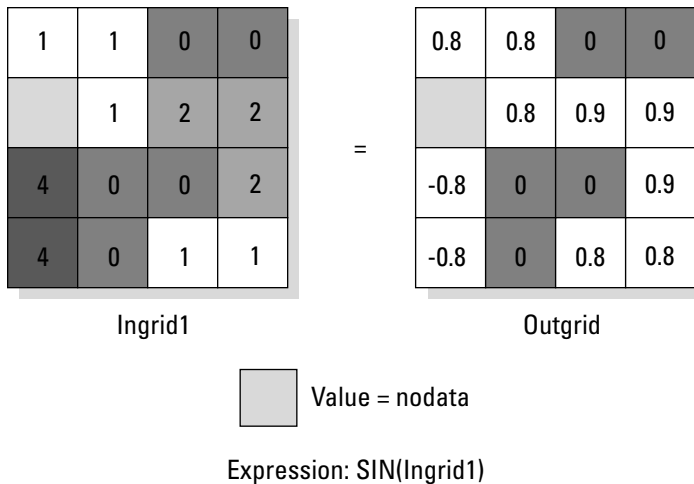 1 1 0 0 0.8 0.8 0 0
1 2 2 = 0.8 0.9 0.9
4 0 0 2 -0.8 0 0 0.9
4 0 1 1 -0.8 0 0.8 0.8
Ingrid1 Outgrid
Value = nodata
Expression: SIN(Ingrid1)